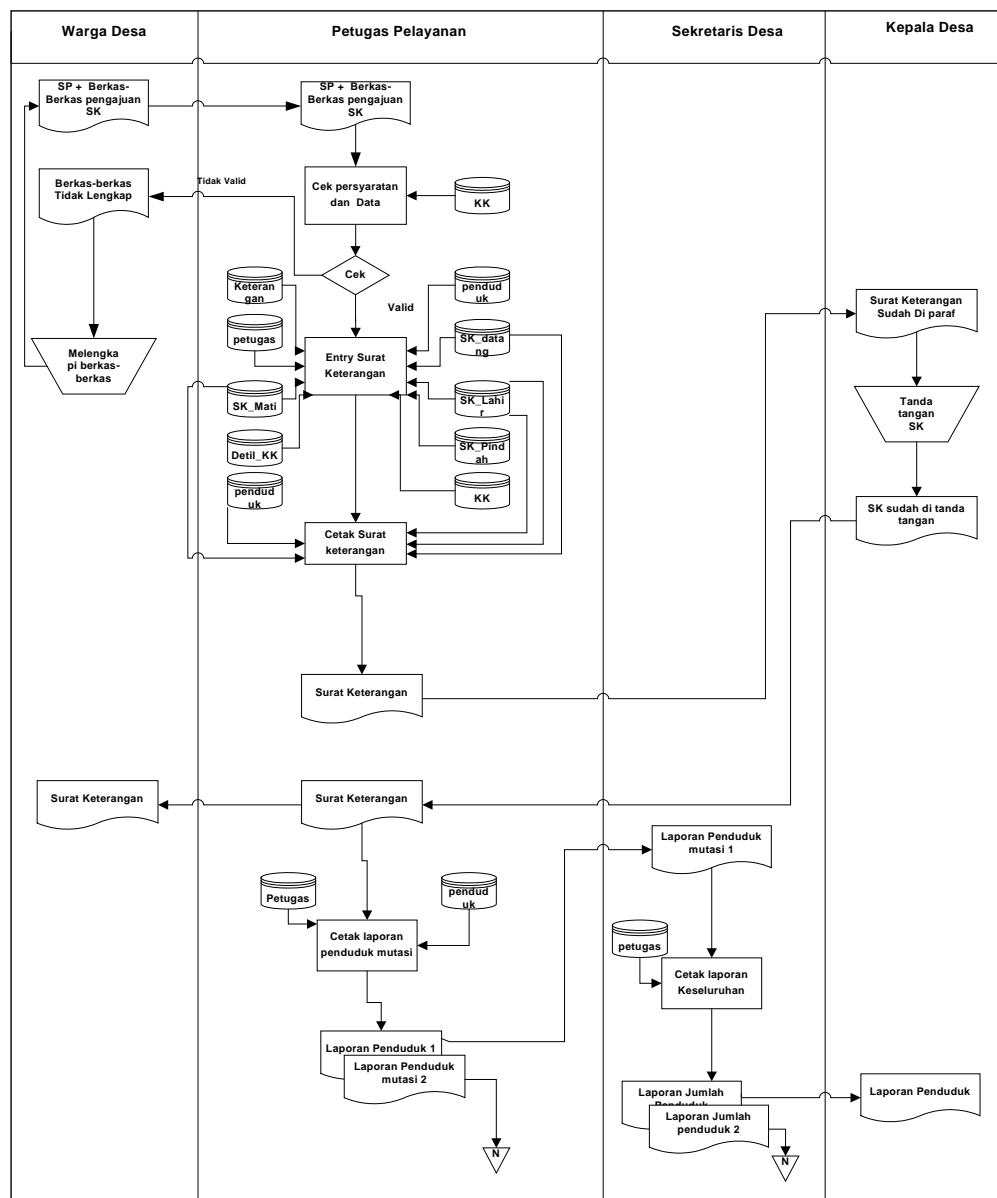 Warga Desa
Petugas Pelayanan
Sekretaris Desa
Kepala Desa
SP + Berkas-
Berkas pengajuan
SK
SP + Berkas-
Berkas pengajuan
SK
Berkas-berkas
Tidak Lengkap
Tidak Valid
Cek persyaratan
dan Data
KK
Cek
Valid
Keteran
gan
pendud
uk
petugas
SK_data
ng
Entry Surat
Keterangan
Melengka
pi berkas-
berkas
SK_Mati
SK_Lahi
r
Detil_KK
SK_Pind
ah
pendud
uk
KK
Cetak Surat
keterangan
Surat Keterangan
Sudah Di paraf
Tanda
tangan
SK
SK sudah di tanda
tangan
Surat Keterangan
Surat Keterangan
Surat Keterangan
Laporan Penduduk
mutasi 1
Petugas
pendud
uk
Cetak laporan
penduduk mutasi
petugas
Cetak laporan
Keseluruhan
Laporan Penduduk 1
Laporan Penduduk
mutasi 2
N
Laporan Jumlah
Penduduk
Laporan Jumlah
penduduk 2
N
Laporan Penduduk